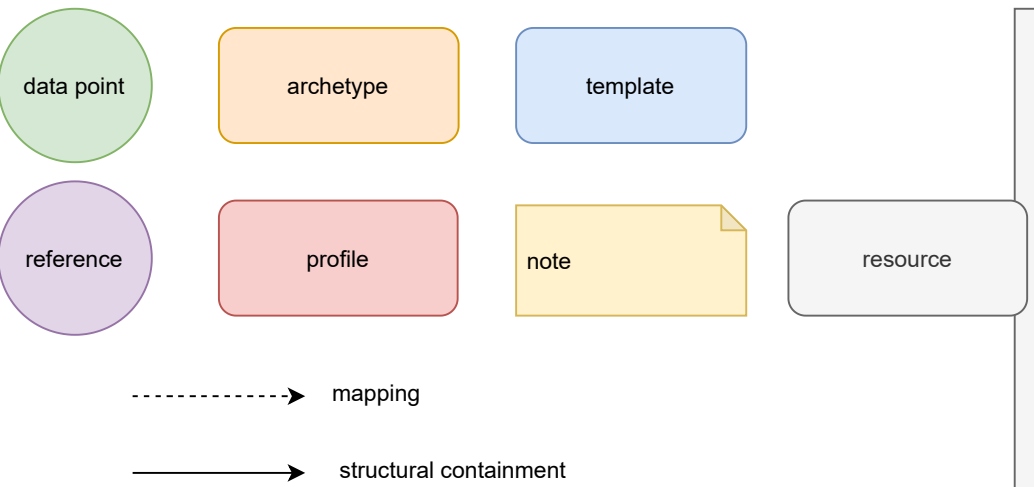 data point
archetype
template
reference
profile
note
resource
mapping
structural containment